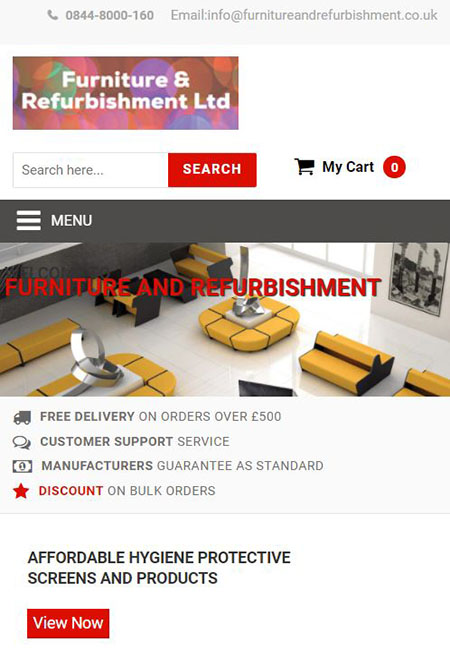 0844-8000-160 Email:info@furnitureandrefurbishment.co.uk
Furniture &
Refurbishment Ltd
Search here... SEARCH My Cart 0
MENU
WELCOME TO
FURNITURE AND REFURBISHMENT
FREE DELIVERY ON ORDERS OVER £500
CUSTOMER SUPPORT SERVICE
MANUFACTURERS GUARANTEE AS STANDARD
DISCOUNT ON BULK ORDERS
AFFORDABLE HYGIENE PROTECTIVE
SCREENS AND PRODUCTS
View Now